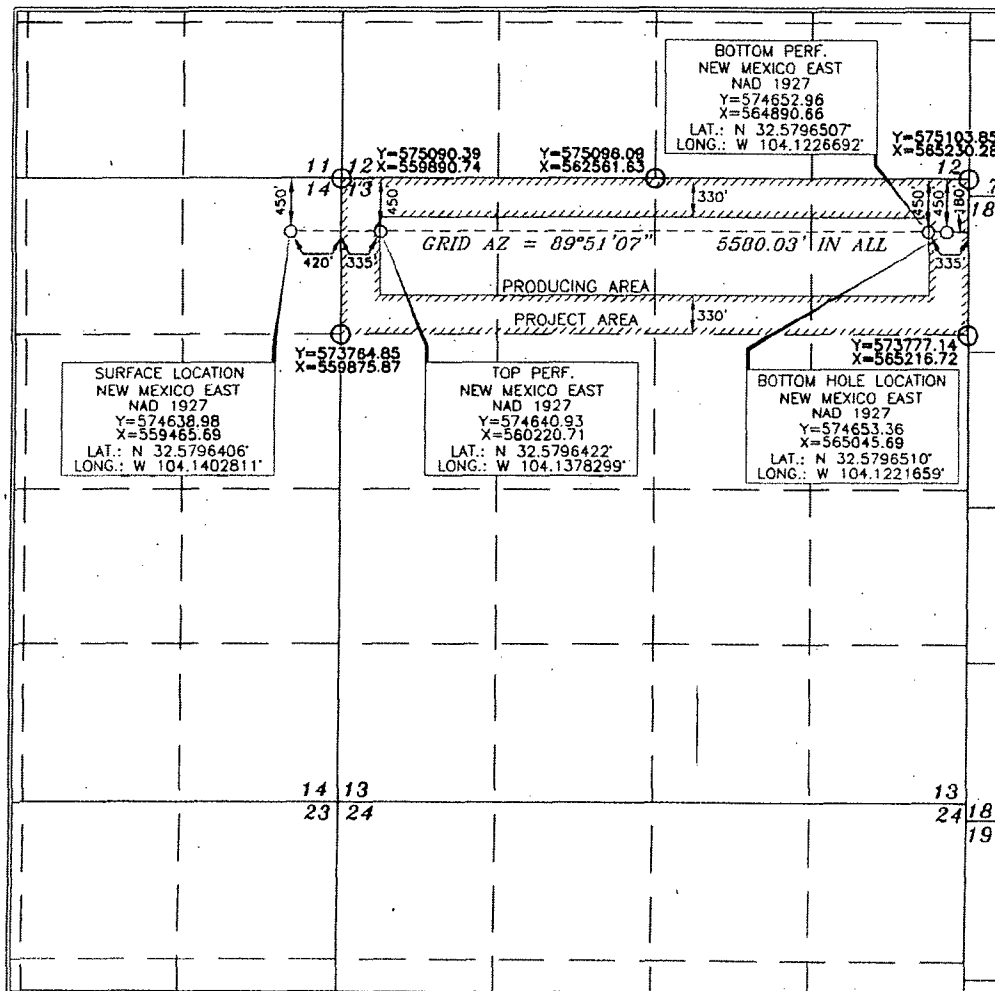 BOTTOM PERF.
NEW MEXICO EAST
NAD 1927
Y=574652.96
X=564890.66
LAT.: N 32.5796507°
LONG.: W 104.1226692°
Y=575090.39
X=559890.74
Y=575096.09
X=562561.63
Y=575103.85
X=565230.28
11 12
14 13
12
7
18
450'
450'
330'
450'
450'
180'
GRID AZ = 89°51'07"
5580.03' IN ALL
420'
335'
335'
PRODUCING AREA
PROJECT AREA
330'
Y=573764.85
X=559875.87
Y=573777.14
X=565216.72
SURFACE LOCATION
NEW MEXICO EAST
NAD 1927
Y=574638.98
X=559465.69
LAT.: N 32.5796406°
LONG.: W 104.1402811°
TOP PERF.
NEW MEXICO EAST
NAD 1927
Y=574640.93
X=560220.71
LAT.: N 32.5796422°
LONG.: W 104.1378299°
BOTTOM HOLE LOCATION
NEW MEXICO EAST
NAD 1927
Y=574653.36
X=565045.69
LAT.: N 32.5796510°
LONG.: W 104.1221659°
14 13
23 24
13
24
18
19